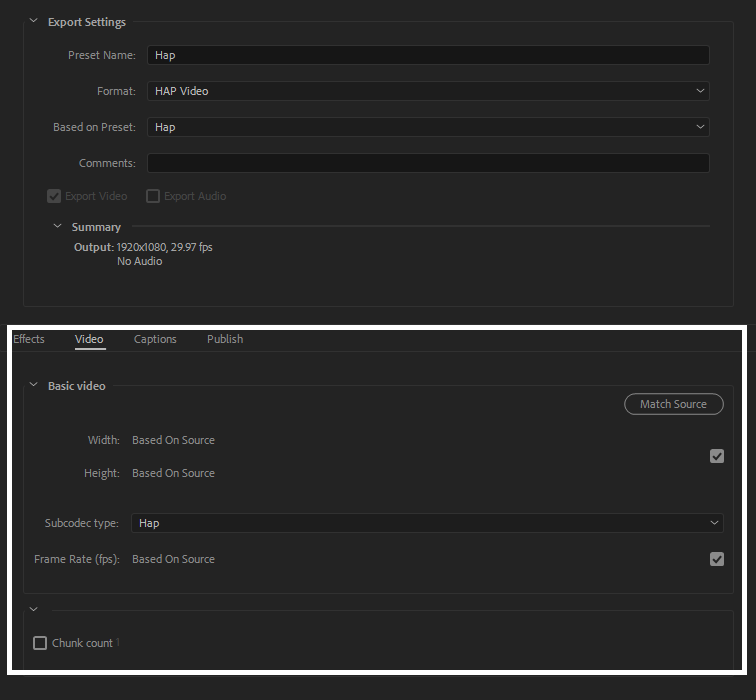 Export Settings
Preset Name: Hap
Format: HAP Video
Based on Preset: Hap
Comments:
Export Video Export Audio
Summary
Output: 1920x1080, 29.97 fps
No Audio
Effects Video Captions Publish
Basic video
Match Source
Width: Based On Source
Height: Based On Source
Subcodec type: Hap
Frame Rate (fps): Based On Source
Chunk count 1